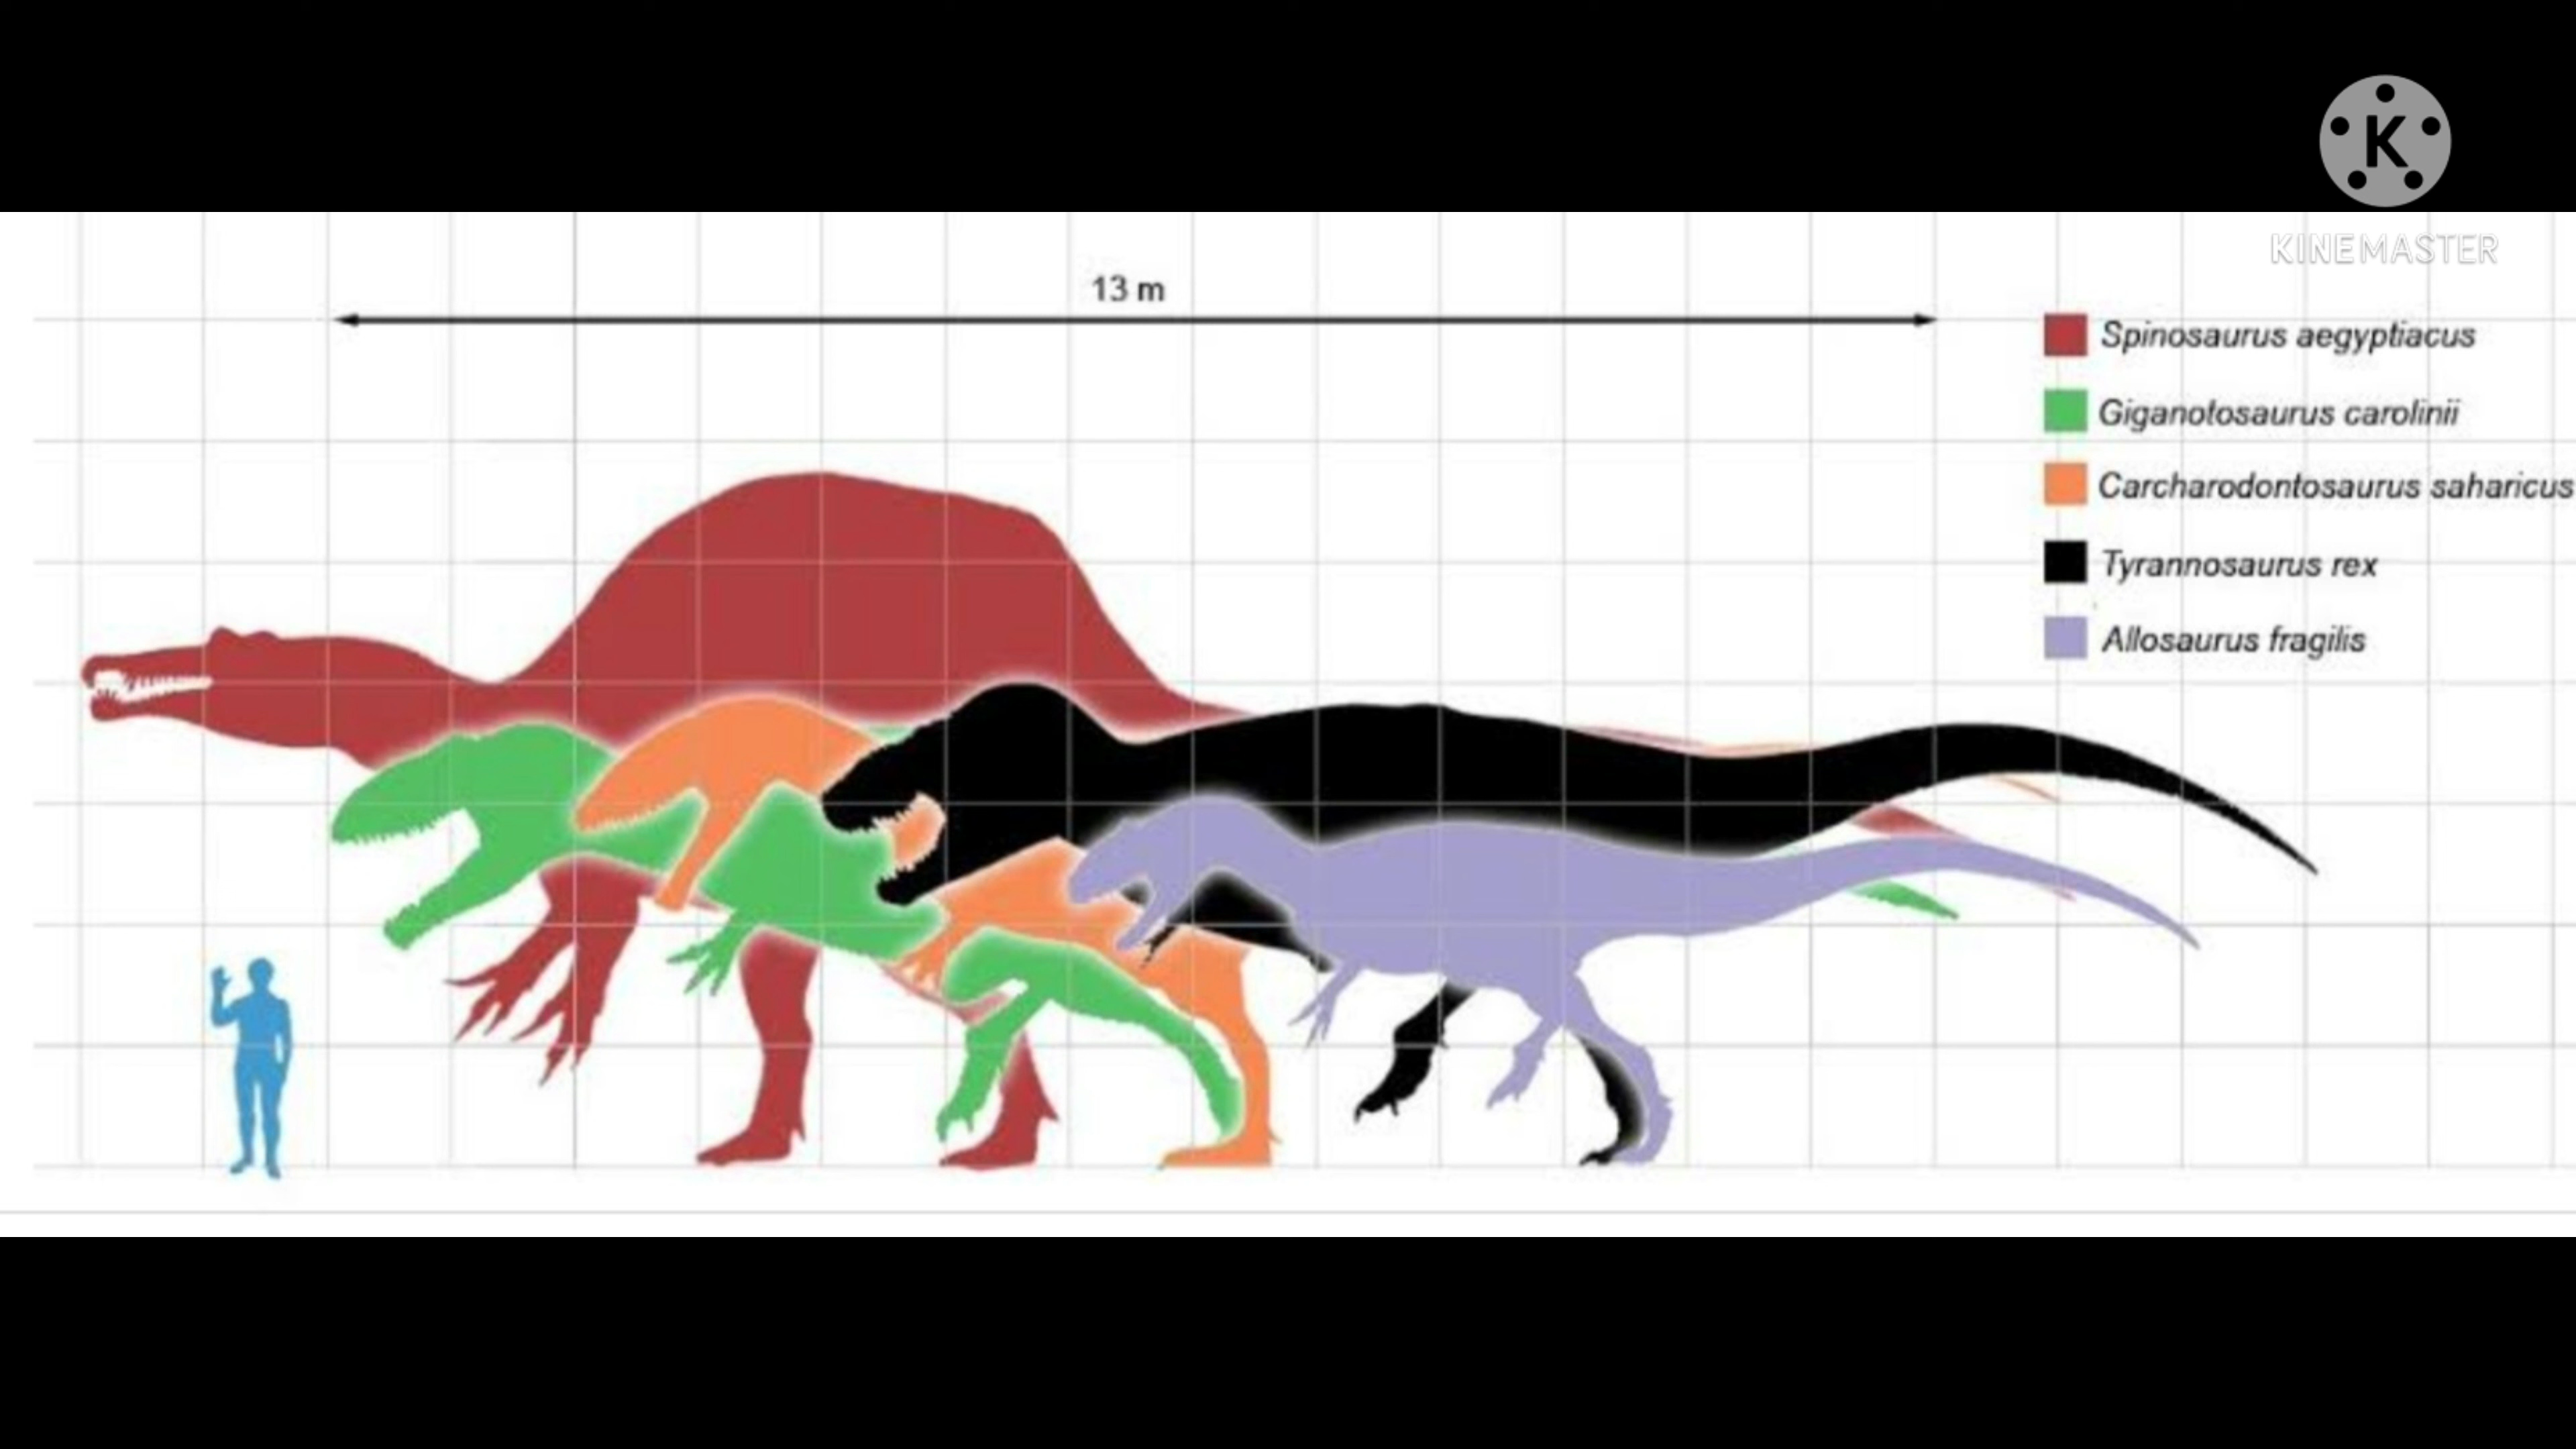 K
KINEMASTER
13 m
Spinosaurus aegyptiacus
Giganotosaurus carolinii
Carcharodontosaurus saharicus
Tyrannosaurus rex
Allosaurus fragilis